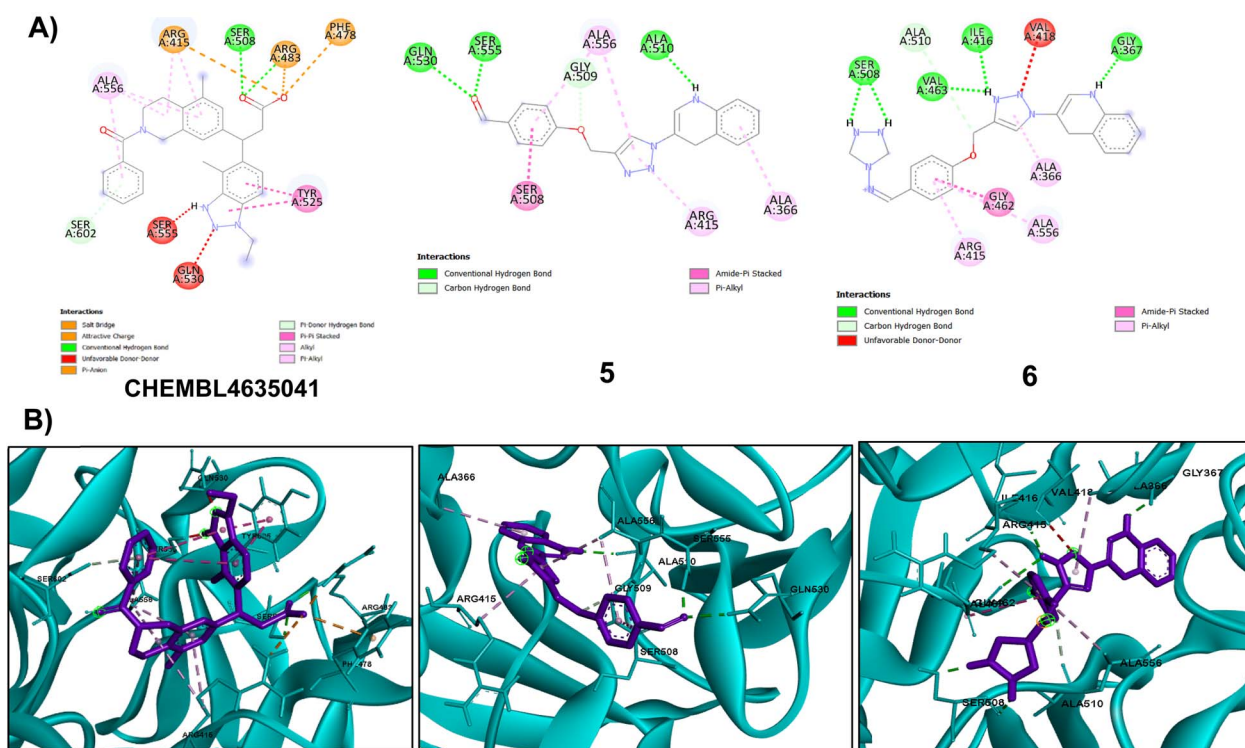 A)
ARG
A:415
SER
A:508
ARG
A:483
PHE
A:478
ALA
A:556
TYR
A:525
SER
A:602
SER
A:555
GLN
A:530
Interactions
Salt Bridge
Attractive Charge
Conventional Hydrogen Bond
Unfavorable Donor-Donor
Pi-Anion
Pi-Donor Hydrogen Bond
Pi-Pi Stacked
Alkyl
Pi-Alkyl
CHEMBL4635041
GLN
A:530
SER
A:555
ALA
A:556
GLY
A:509
ALA
A:510
SER
A:508
ARG
A:415
ALA
A:366
Interactions
Conventional Hydrogen Bond
Carbon Hydrogen Bond
Amide-Pi Stacked
Pi-Alkyl
5
ALA
A:510
ILE
A:416
VAL
A:418
GLY
A:367
SER
A:508
VAL
A:463
ALA
A:366
GLY
A:462
ALA
A:556
ARG
A:415
Interactions
Conventional Hydrogen Bond
Carbon Hydrogen Bond
Unfavorable Donor-Donor
Amide-Pi Stacked
Pi-Alkyl
6
B)
SER602
ARG483
ALA366
ALA556
SER555
ALA510
GLY509
GLN530
ARG415
SER508
GLY367
ILE416
VAL418
ARG415
ALA556
SER508
ALA510